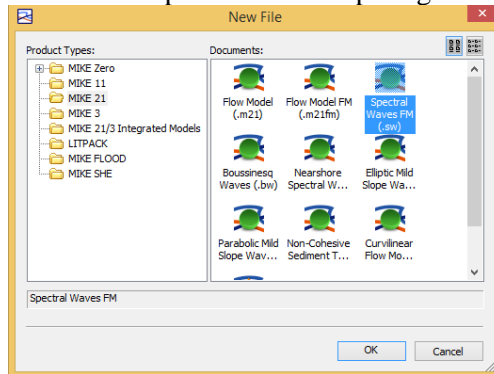 New File
Product Types:
MIKE Zero
MIKE 11
MIKE 21
MIKE 3
MIKE 21/3 Integrated Models
LITPACK
MIKE FLOOD
MIKE SHE
Documents:
Flow Model
(.m21)
Flow Model FM
(.m21fm)
Spectral
Waves FM
(.sw)
Boussinesq
Waves (.bw)
Nearshore
Spectral W...
Elliptic Mild
Slope Wa...
Parabolic Mild
Slope Wav...
Non-Cohesive
Sediment T...
Curvilinear
Flow Mo...
Spectral Waves FM
OK
Cancel